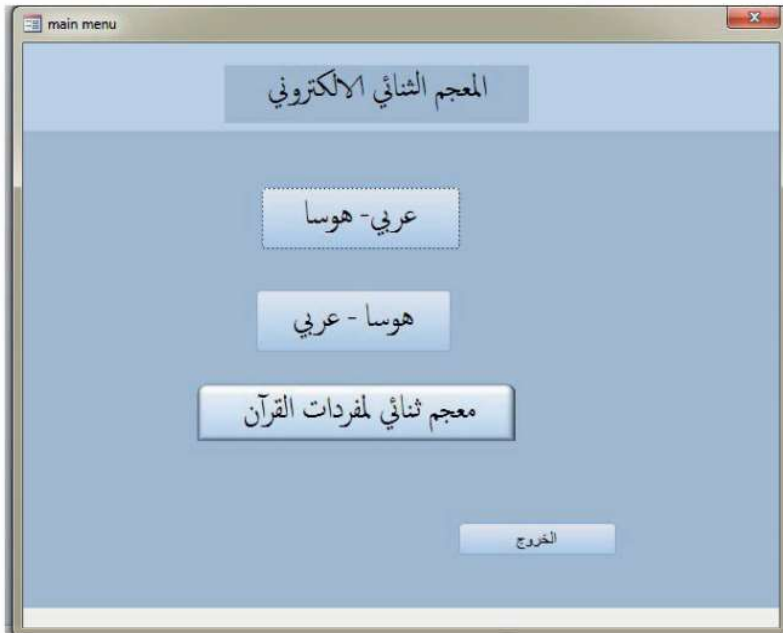 main menu
المعجم الثنائي الالكتروني
عربي- هوسا
هوسا - عربي
معجم ثنائي لمفردات القرآن
الخروج